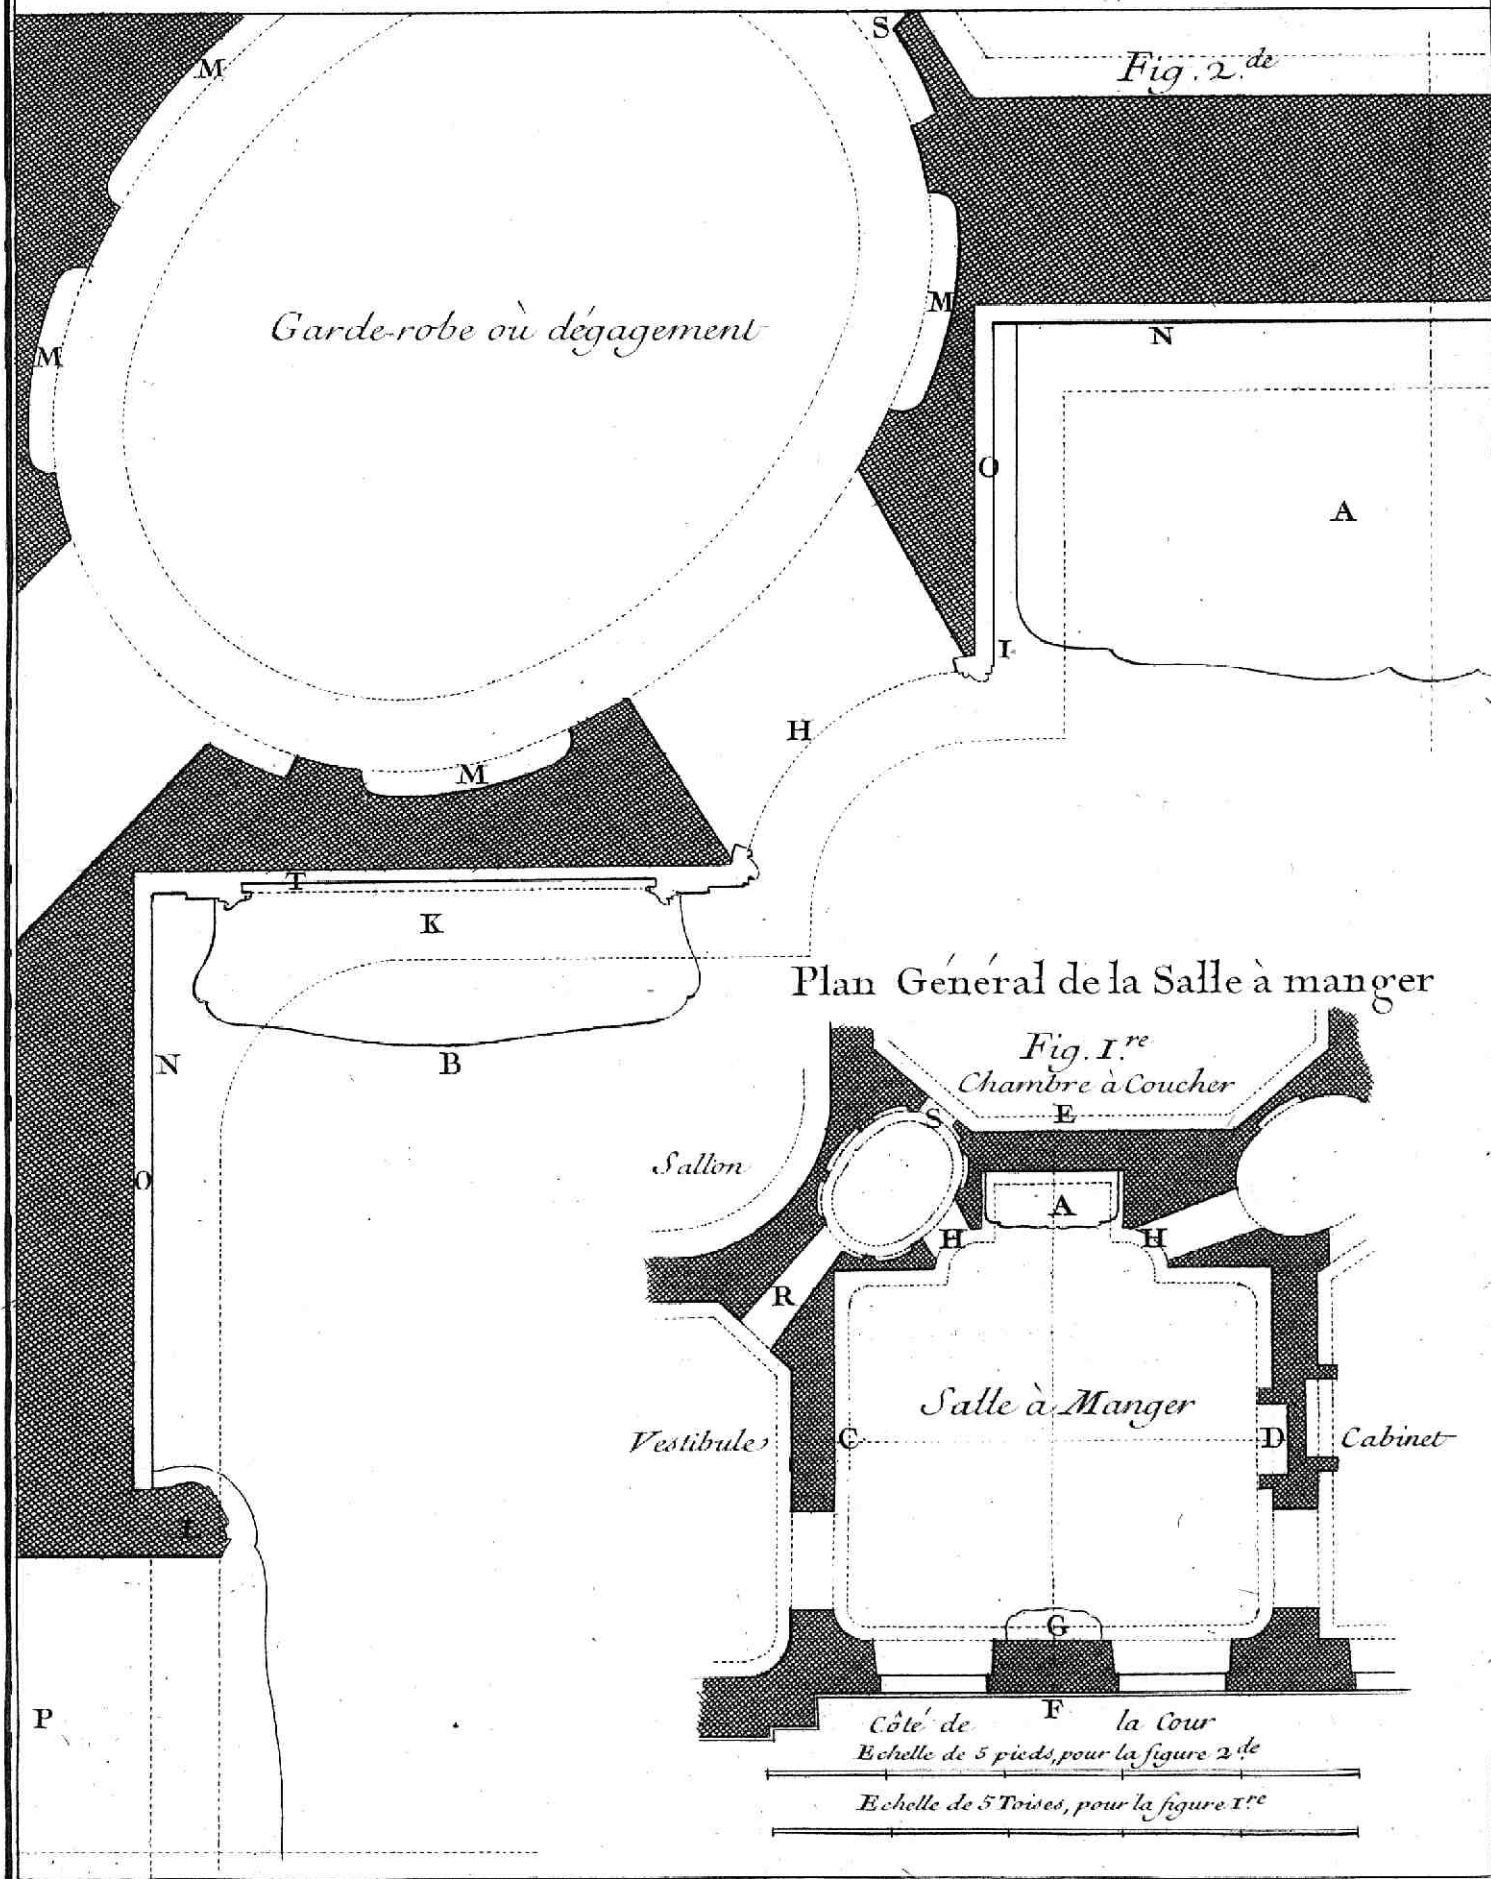 S
Fig. 2.de
M
M
Garde-robe où dégagement
M
N
M
O
A
I
H
M
T
K
Plan Général de la Salle à manger
Fig. 1.re
N
B
Chambre à Coucher
S
E
Sallon
O
A
H
H
R
Salle à Manger
Vestibule
C
D
Cabinet
L
G
P
F
Côté de la Cour
Echelle de 5 pieds, pour la figure 2.de
Echelle de 5 Toises, pour la figure 1.re